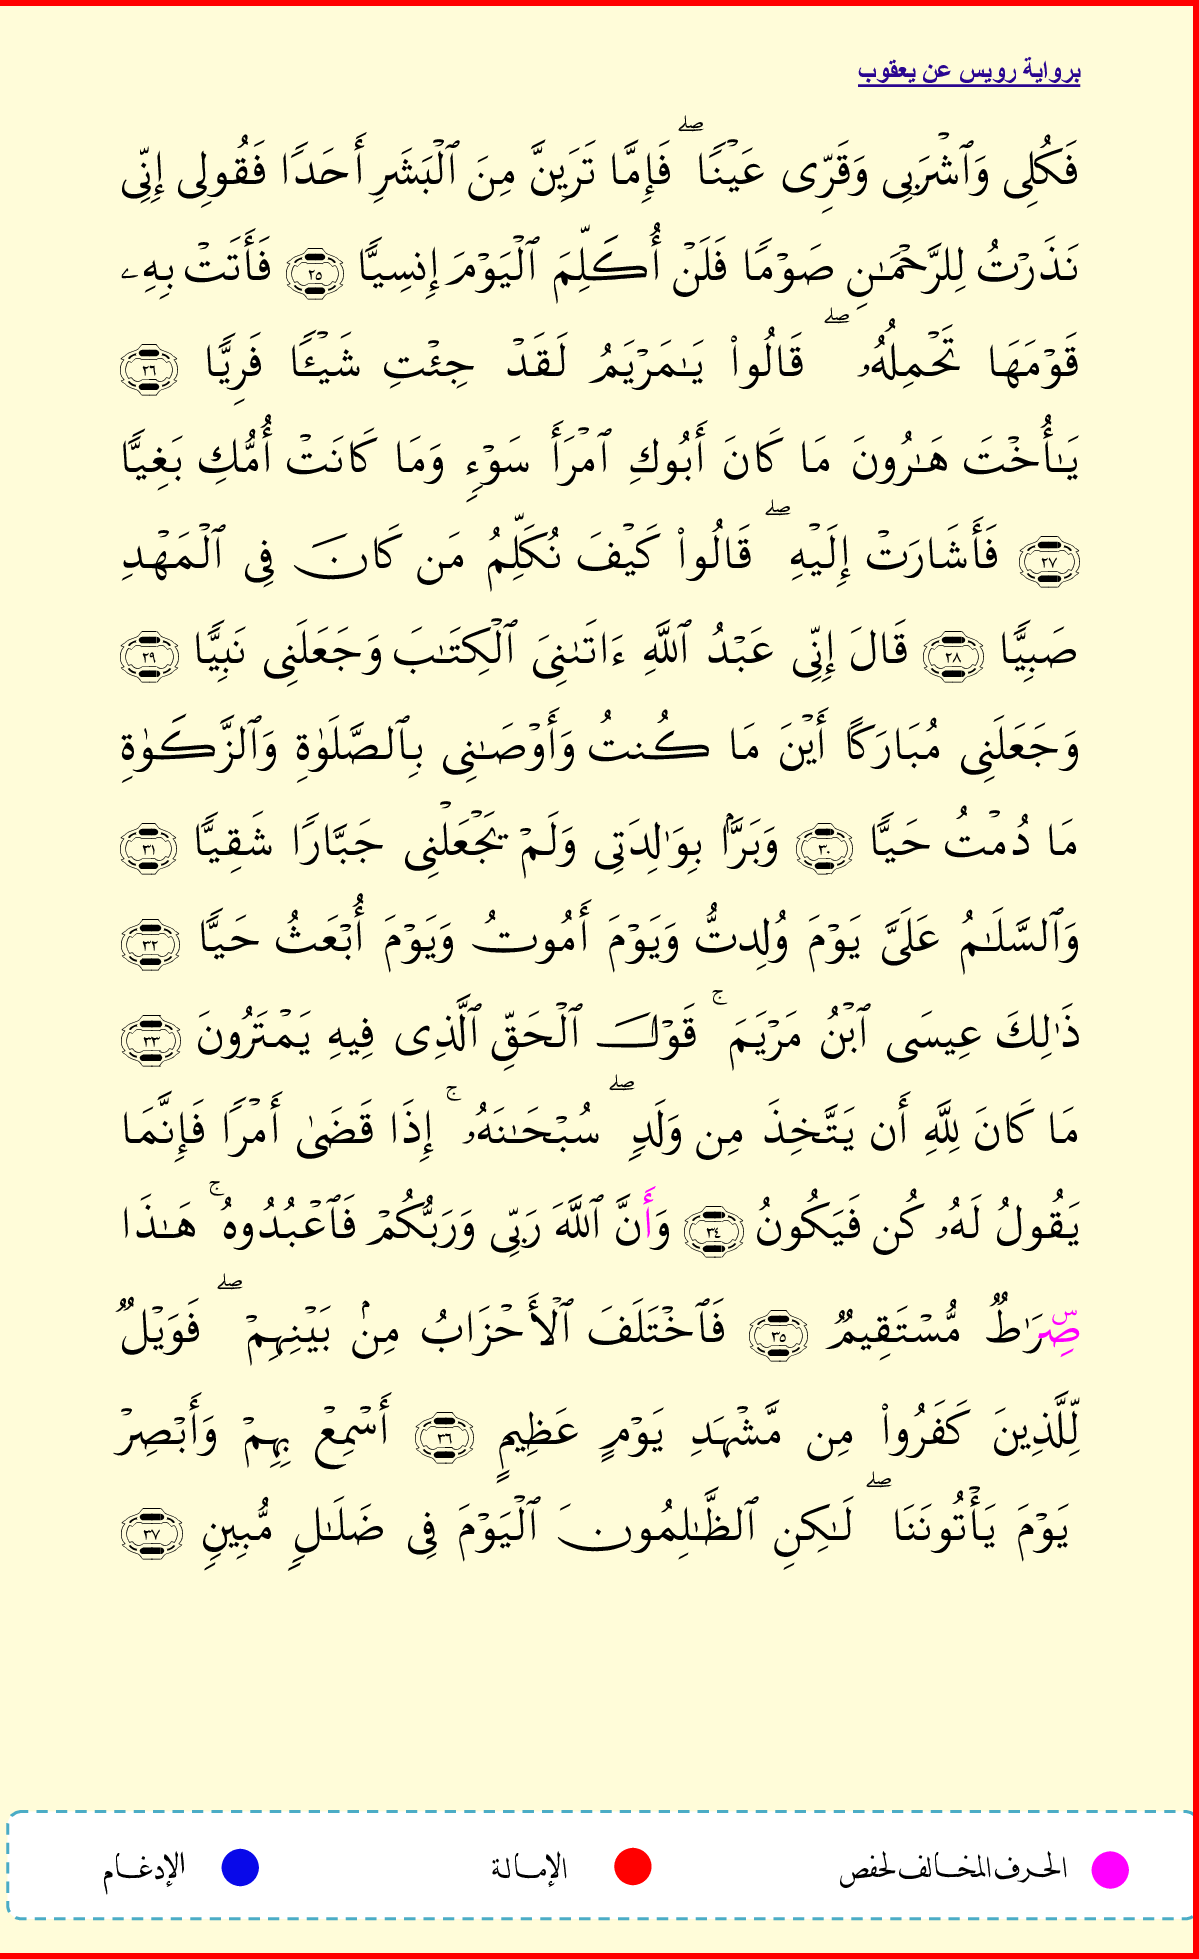 برواية رويس عن يعقوب
فَكُلِى وَٱشْرَبِى وَقَرِّى عَيْنًاۖ فَإِمَّا تَرَيِنَّ مِنَ ٱلْبَشَرِ أَحَدًا فَقُولِى إِنِّى
نَذَرْتُ لِلرَّحْمَـٰنِ صَوْمًا فَلَنْ أُكَلِّمَ ٱلْيَوْمَ إِنسِيًّا ٢٥ فَأَتَتْ بِهِۦ
قَوْمَهَا تَحْمِلُهُۥۖ قَالُوا۟ يَـٰمَرْيَمُ لَقَدْ جِئْتِ شَيْـًٔا فَرِيًّا ٢٦
يَـٰٓأُخْتَ هَـٰرُونَ مَا كَانَ أَبُوكِ ٱمْرَأَ سَوْءٍ وَمَا كَانَتْ أُمُّكِ بَغِيًّا
٢٧ فَأَشَارَتْ إِلَيْهِۖ قَالُوا۟ كَيْفَ نُكَلِّمُ مَن كَانَ فِى ٱلْمَهْدِ
صَبِيًّا ٢٨ قَالَ إِنِّى عَبْدُ ٱللَّهِ ءَاتَىٰنِىَ ٱلْكِتَـٰبَ وَجَعَلَنِى نَبِيًّا ٢٩
وَجَعَلَنِى مُبَارَكًا أَيْنَ مَا كُنتُ وَأَوْصَـٰنِى بِٱلصَّلَوٰةِ وَٱلزَّكَوٰةِ
مَا دُمْتُ حَيًّا ٣٠ وَبَرًّۢا بِوَٰلِدَتِى وَلَمْ يَجْعَلْنِى جَبَّارًا شَقِيًّا ٣١
وَٱلسَّلَـٰمُ عَلَىَّ يَوْمَ وُلِدتُّ وَيَوْمَ أَمُوتُ وَيَوْمَ أُبْعَثُ حَيًّا ٣٢
ذَٰلِكَ عِيسَى ٱبْنُ مَرْيَمَۚ قَوْلَ ٱلْحَقِّ ٱلَّذِى فِيهِ يَمْتَرُونَ ٣٣
مَا كَانَ لِلَّهِ أَن يَتَّخِذَ مِن وَلَدٍۖ سُبْحَـٰنَهُۥۚ إِذَا قَضَىٰ أَمْرًا فَإِنَّمَا
يَقُولُ لَهُۥ كُن فَيَكُونُ ٣٤ وَأَنَّ ٱللَّهَ رَبِّى وَرَبُّكُمْ فَٱعْبُدُوهُۚ هَـٰذَا
صِّرَٰطٌ مُّسْتَقِيمٌ ٣٥ فَٱخْتَلَفَ ٱلْأَحْزَابُ مِنۢ بَيْنِهِمْۖ فَوَيْلٌ
لِّلَّذِينَ كَفَرُوا۟ مِن مَّشْهَدِ يَوْمٍ عَظِيمٍ ٣٦ أَسْمِعْ بِهِمْ وَأَبْصِرْ
يَوْمَ يَأْتُونَنَاۖ لَـٰكِنِ ٱلظَّـٰلِمُونَ ٱلْيَوْمَ فِى ضَلَـٰلٍ مُّبِينٍ ٣٧
الحرف المخالف لحفص
الإمالة
الإدغام